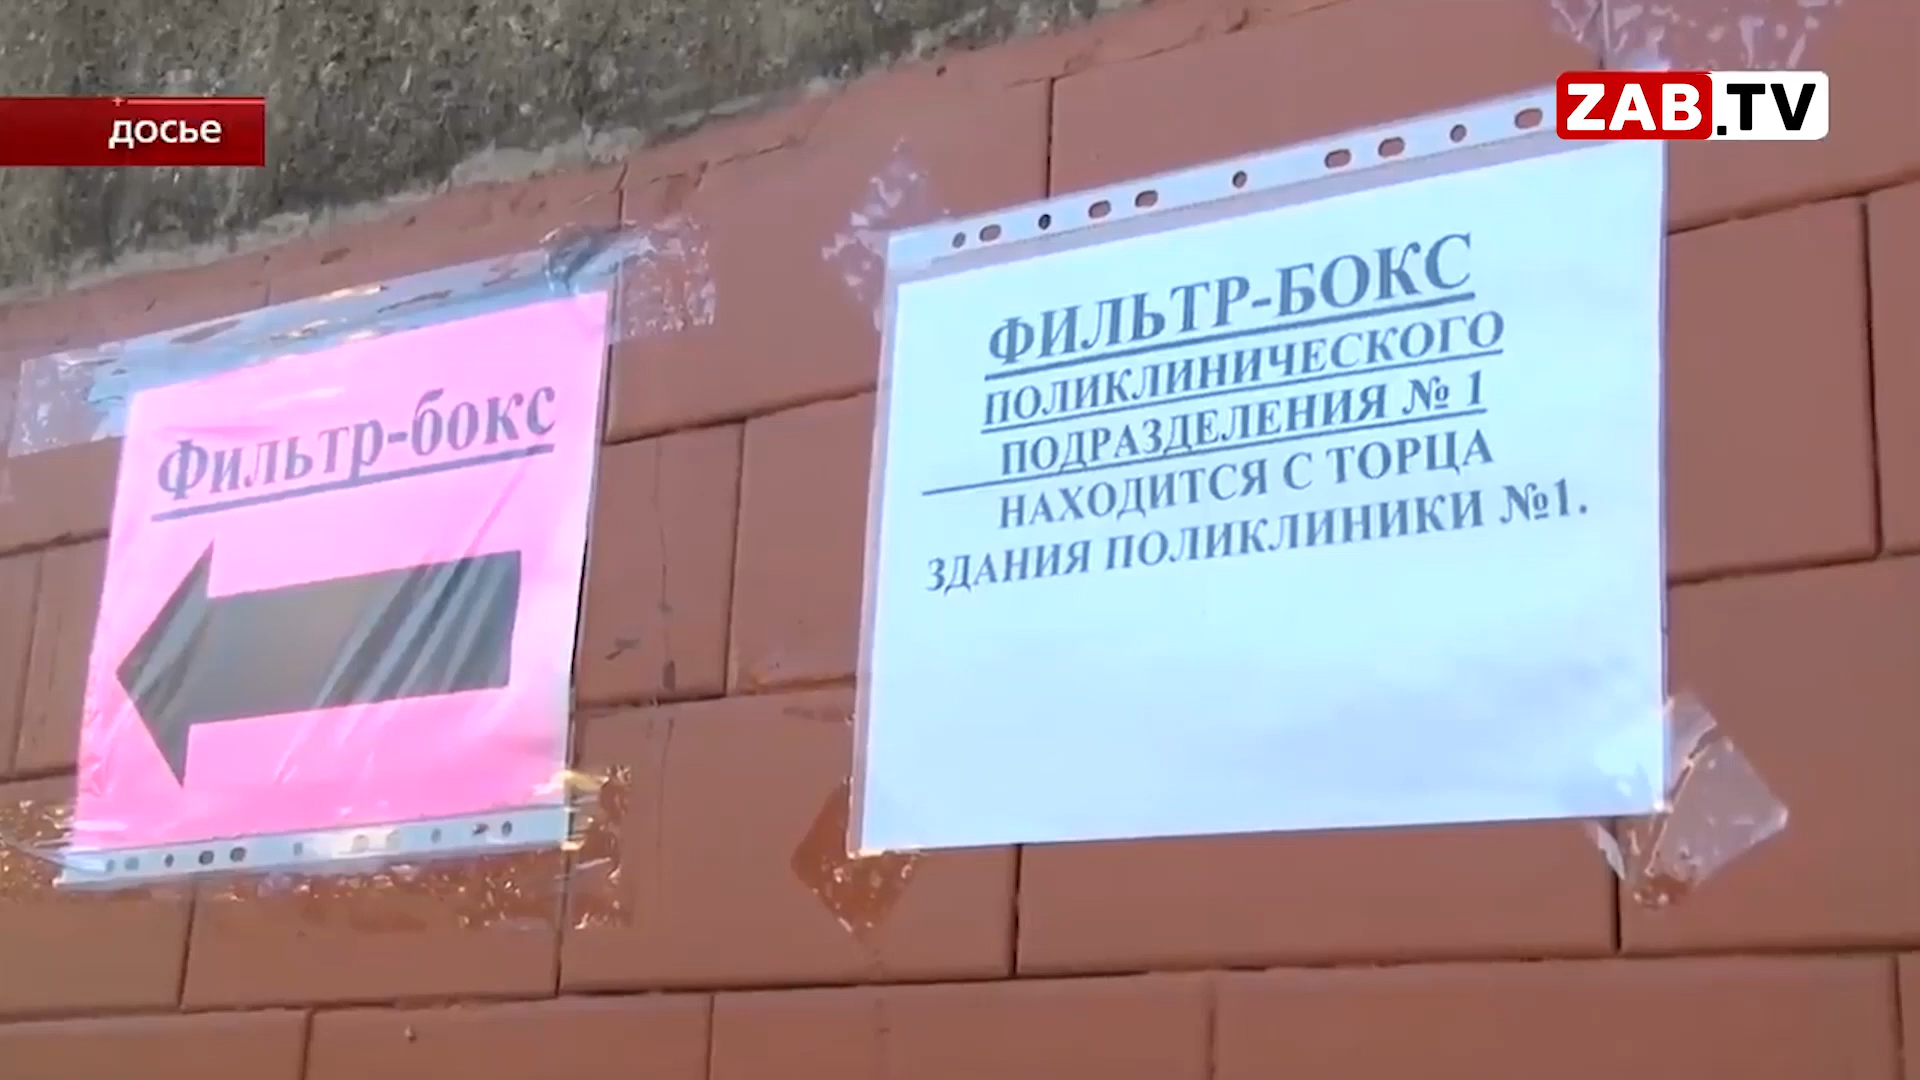 досье
ZAB.TV
Фильтр-бокс
ФИЛЬТР-БОКС
ПОЛИКЛИНИЧЕСКОГО
ПОДРАЗДЕЛЕНИЯ № 1
НАХОДИТСЯ С ТОРЦА
ЗДАНИЯ ПОЛИКЛИНИКИ №1.